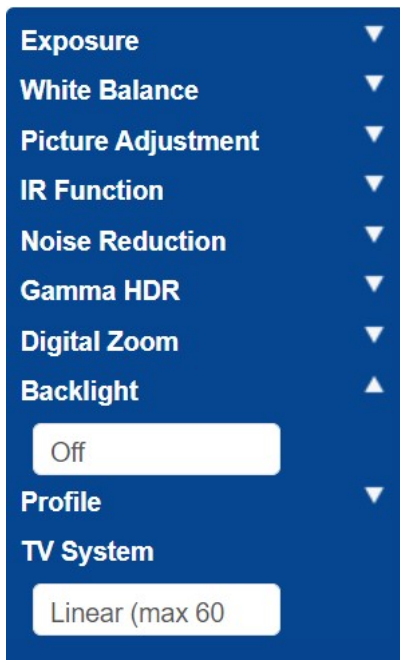 Exposure
White Balance
Picture Adjustment
IR Function
Noise Reduction
Gamma HDR
Digital Zoom
Backlight
Off
Profile
TV System
Linear (max 60